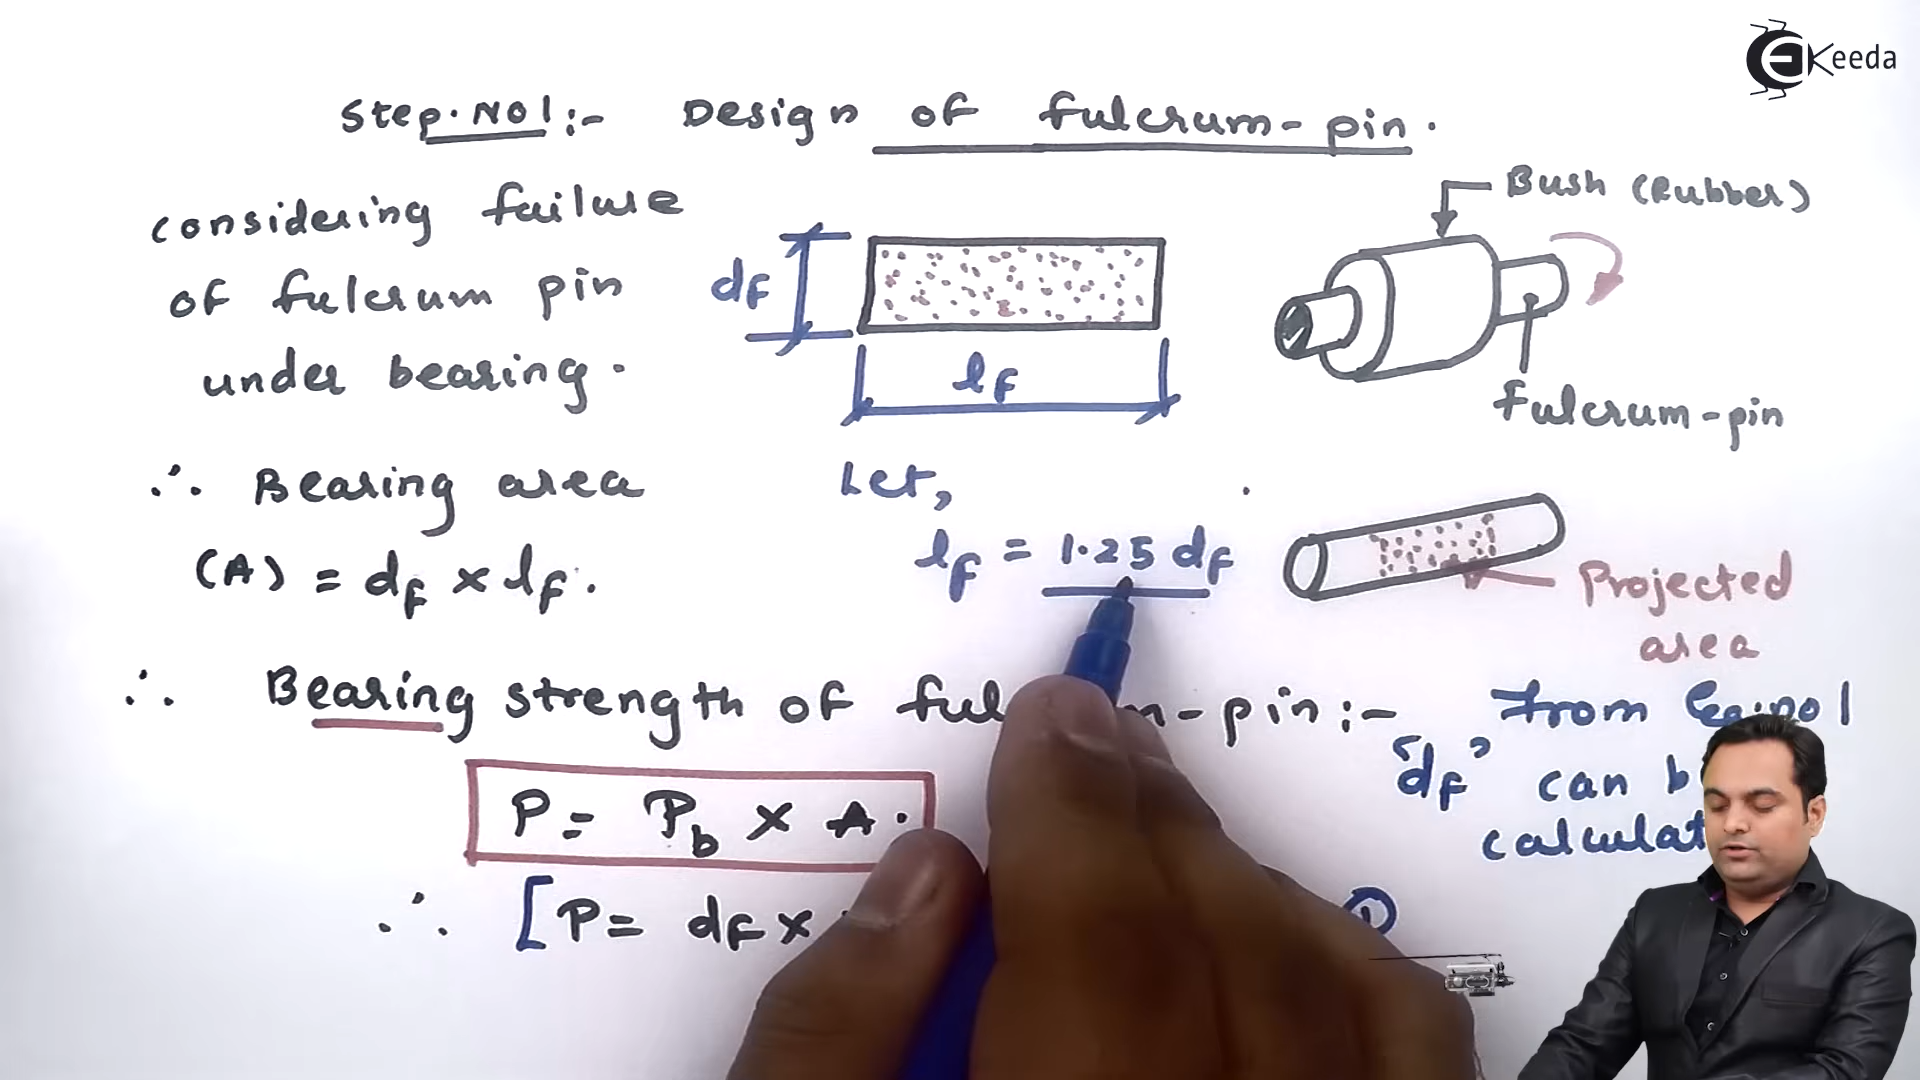 Keeda
Step.No1:- Design of fulcrum-pin.
considering failure
of fulcrum pin
under bearing.
dF
lF
Bush (Rubber)
fulcrum-pin
∴ Bearing area
(A) = dF × lF.
Let,
lF = 1.25 dF
Projected
area
∴ Bearing strength of -pin:-
P = Pb × A.
∴ [P = dF ×
①
From
'dF' can